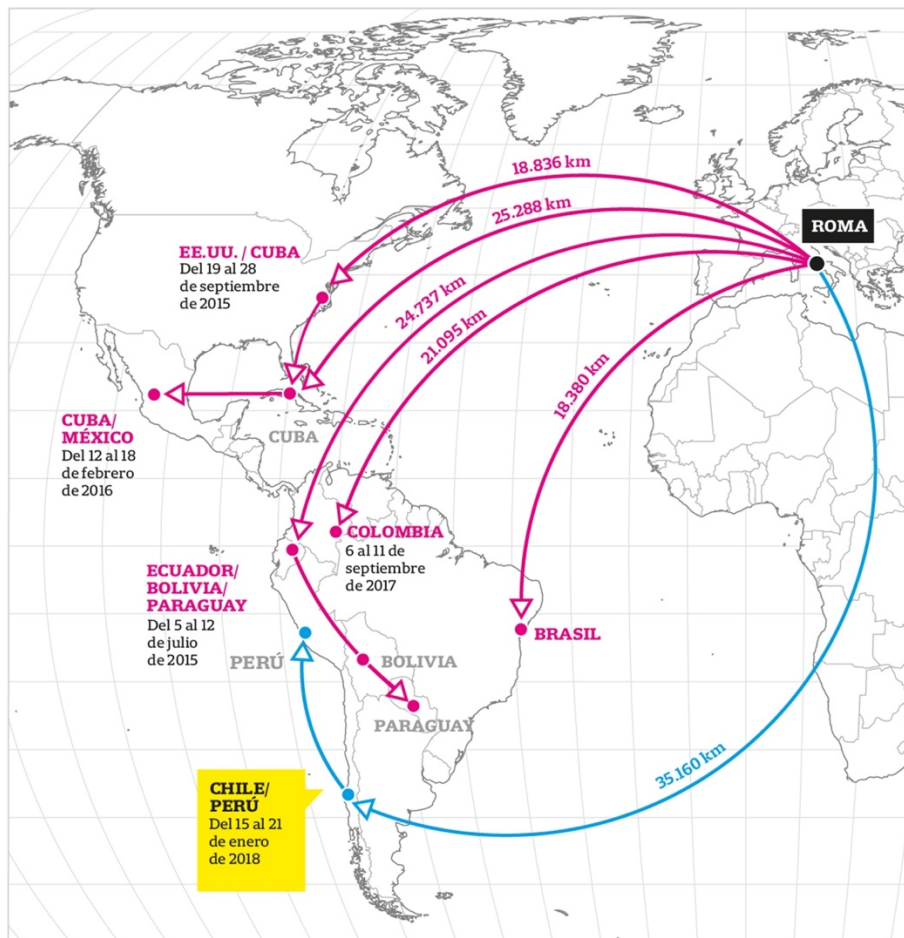 18.836 km
25.288 km
ROMA
EE.UU. / CUBA
Del 19 al 28
de septiembre
de 2015
24.737 km
21.095 km
18.380 km
CUBA/
MÉXICO
Del 12 al 18
de febrero
de 2016
CUBA
COLOMBIA
6 al 11 de
septiembre
de 2017
ECUADOR/
BOLIVIA/
PARAGUAY
Del 5 al 12
de julio
de 2015
BRASIL
PERÚ
BOLIVIA
PARAGUAY
35.160 km
CHILE/
PERÚ
Del 15 al 21
de enero
de 2018